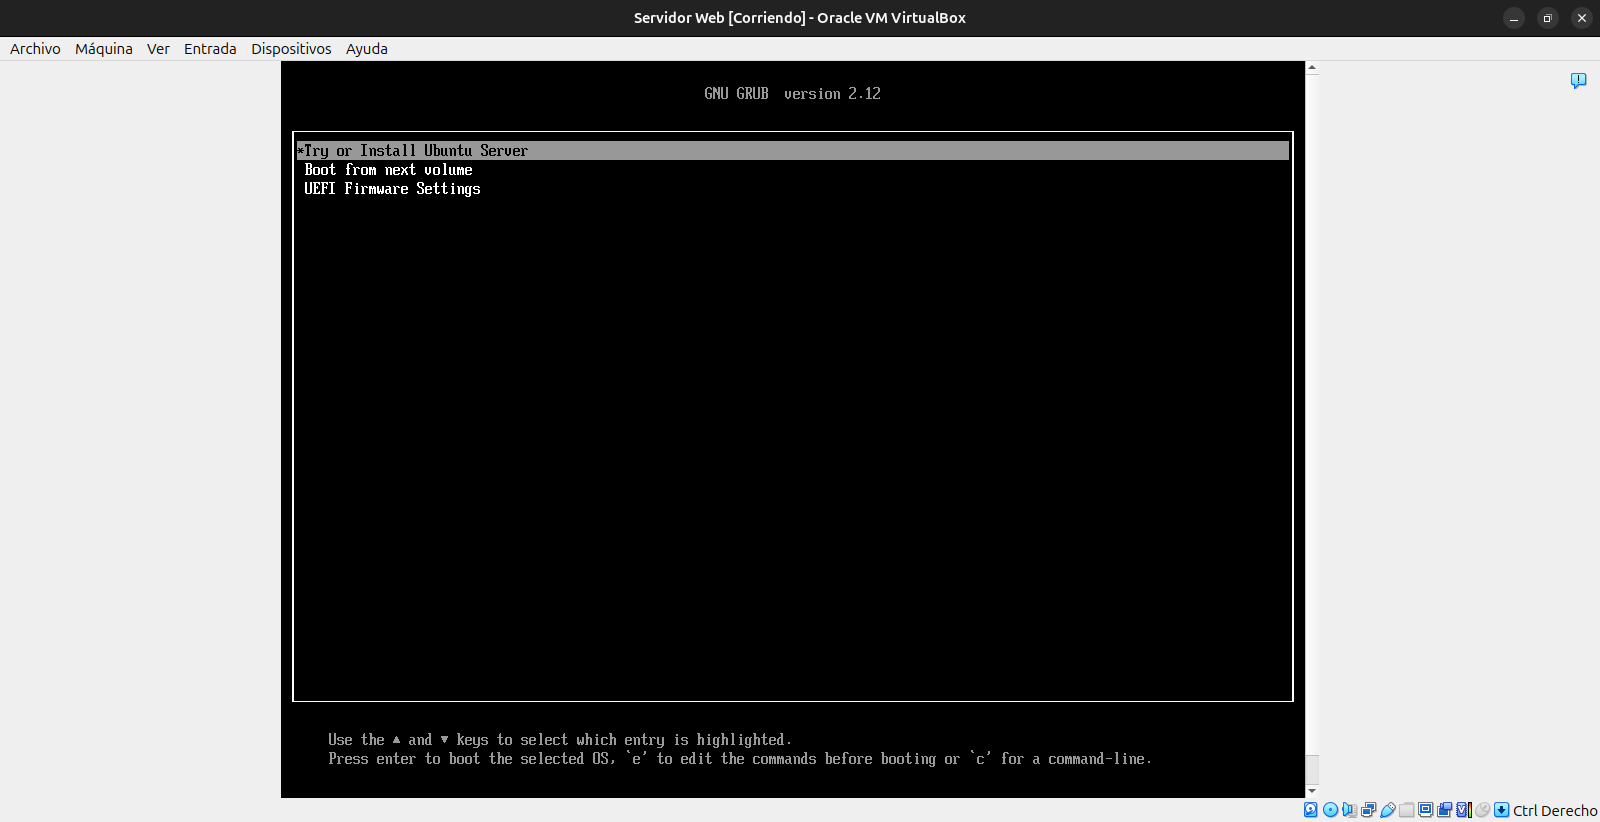 Servidor Web [Corriendo] - Oracle VM VirtualBox
Archivo Máquina Ver Entrada Dispositivos Ayuda
GNU GRUB version 2.12
*Try or Install Ubuntu Server
Boot from next volume
UEFI Firmware Settings
Use the ▲ and ▼ keys to select which entry is highlighted.
Press enter to boot the selected OS, `e' to edit the commands before booting or `c' for a command-line.
Ctrl Derecho